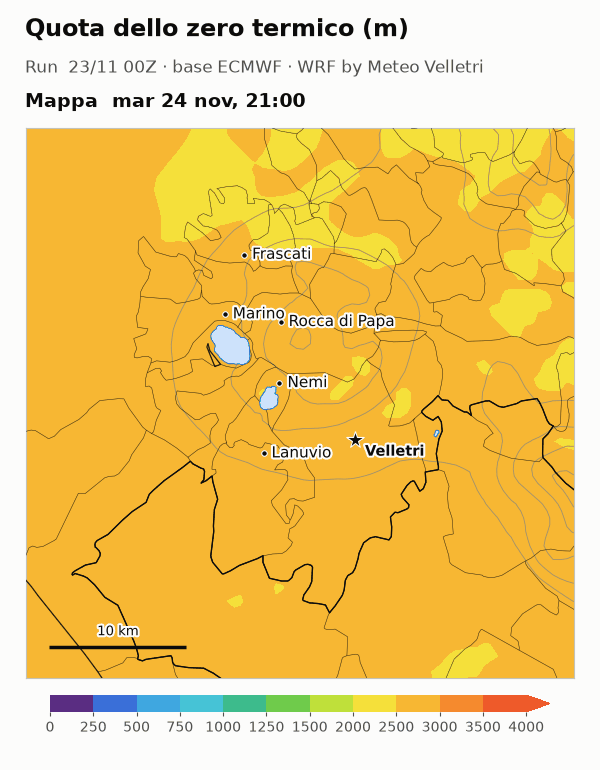 Quota dello zero termico (m)
Run  23/11 00Z · base ECMWF · WRF by Meteo Velletri
Mappa  mar 24 nov, 21:00
Frascati
Marino
Rocca di Papa
Nemi
Velletri
Lanuvio
10 km
0 250 500 750 1000 1250 1500 2000 2500 3000 3500 4000